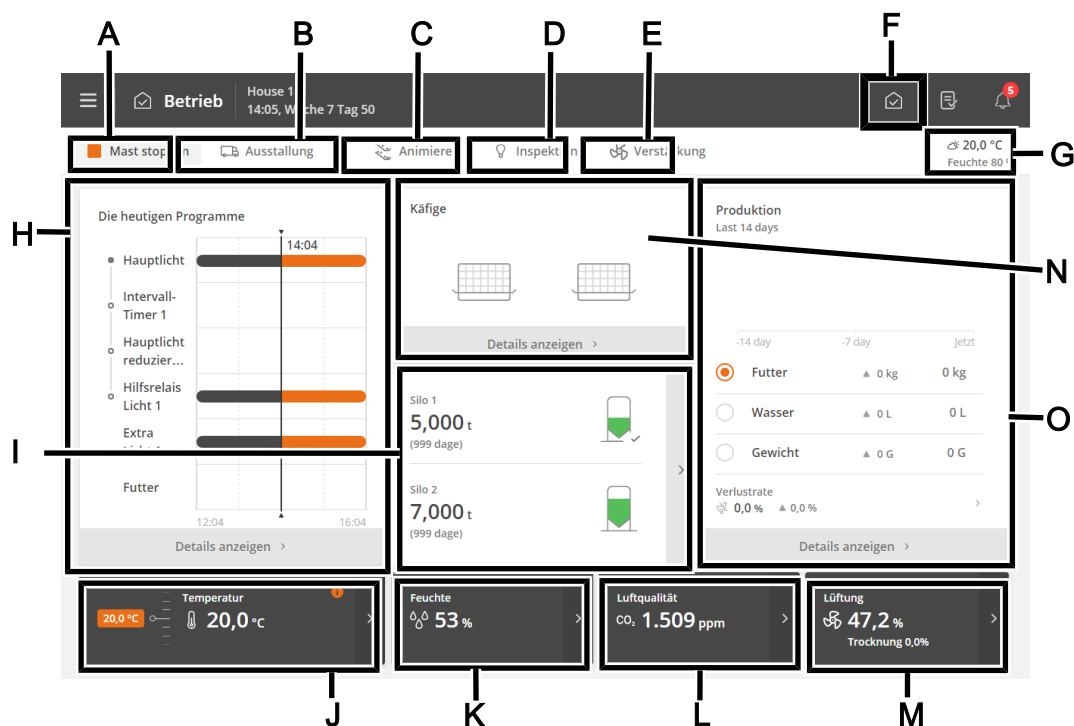 A B C D E F
Betrieb
House 1
14:05, W che 7 Tag 50
5
Mast stop n
Ausstallung
Animiere
Inspekt n
Verstä kung
20,0 °C
Feuchte 80
G
H
Die heutigen Programme
14:04
Hauptlicht
Intervall-
Timer 1
Hauptlicht
reduzier...
Hilfsrelais
Licht 1
Extra
Futter
12:04 16:04
Details anzeigen
Käfige
Details anzeigen
N
I
Silo 1
5,000 t
(999 dage)
Silo 2
7,000 t
(999 dage)
Produktion
Last 14 days
-14 day -7 day Jetzt
Futter 0 kg 0 kg
Wasser 0 L 0 L
Gewicht 0 G 0 G
Verlustrate
0,0 % 0,0 %
Details anzeigen
O
Temperatur
20,0 °C 20,0 °C
i
Feuchte
53 %
Luftqualität
CO₂ 1.509 ppm
Lüftung
47,2 %
Trocknung 0,0%
J K L M